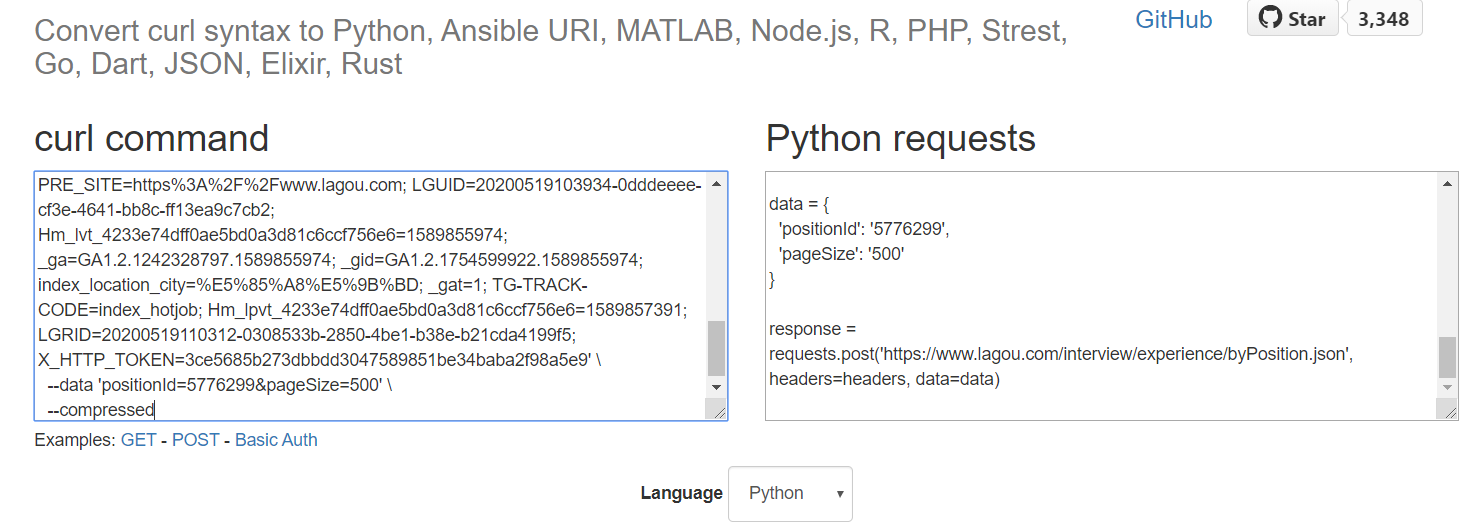 Convert curl syntax to Python, Ansible URI, MATLAB, Node.js, R, PHP, Strest,
Go, Dart, JSON, Elixir, Rust
GitHub
Star
3,348
curl command
PRE_SITE=https%3A%2F%2Fwww.lagou.com; LGUID=20200519103934-0dddeeee-
cf3e-4641-bb8c-ff13ea9c7cb2;
Hm_lvt_4233e74dff0ae5bd0a3d81c6ccf756e6=1589855974;
_ga=GA1.2.1242328797.1589855974; _gid=GA1.2.1754599922.1589855974;
index_location_city=%E5%85%A8%E5%9B%BD; _gat=1; TG-TRACK-
CODE=index_hotjob; Hm_lpvt_4233e74dff0ae5bd0a3d81c6ccf756e6=1589857391;
LGRID=20200519110312-0308533b-2850-4be1-b38e-b21cda4199f5;
X_HTTP_TOKEN=3ce5685b273dbbdd3047589851be34baba2f98a5e9' \
--data 'positionId=5776299&pageSize=500' \
--compressed
Python requests
data = {
'positionId': '5776299',
'pageSize': '500'
}
response =
requests.post('https://www.lagou.com/interview/experience/byPosition.json',
headers=headers, data=data)
Examples: GET - POST - Basic Auth
Language
Python